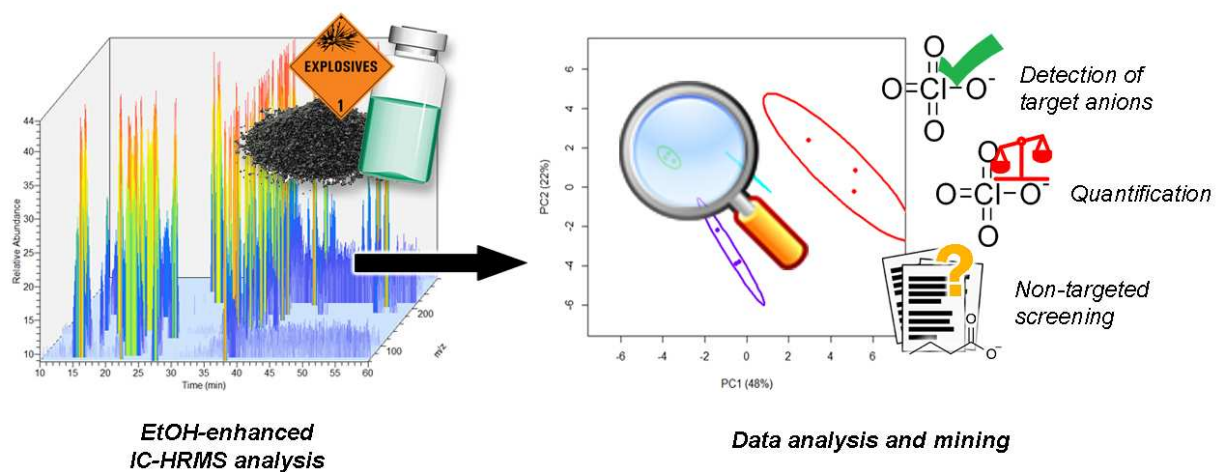 EXPLOSIVES
1
44
40
35
30
25
20
15
10
Relative Abundance
10 15 20 25 30 35 40 45 50 55 60
Time (min)
100
200
m/z
6
4
2
0
-2
-4
-6
PC2 (22%)
-6 -4 -2 0 2 4 6
PC1 (48%)
O
O=Cl-O-
O
Detection of
target anions
O
O=Cl-O-
O
Quantification
?
Non-targeted
screening
O
O-
EtOH-enhanced
IC-HRMS analysis
Data analysis and mining